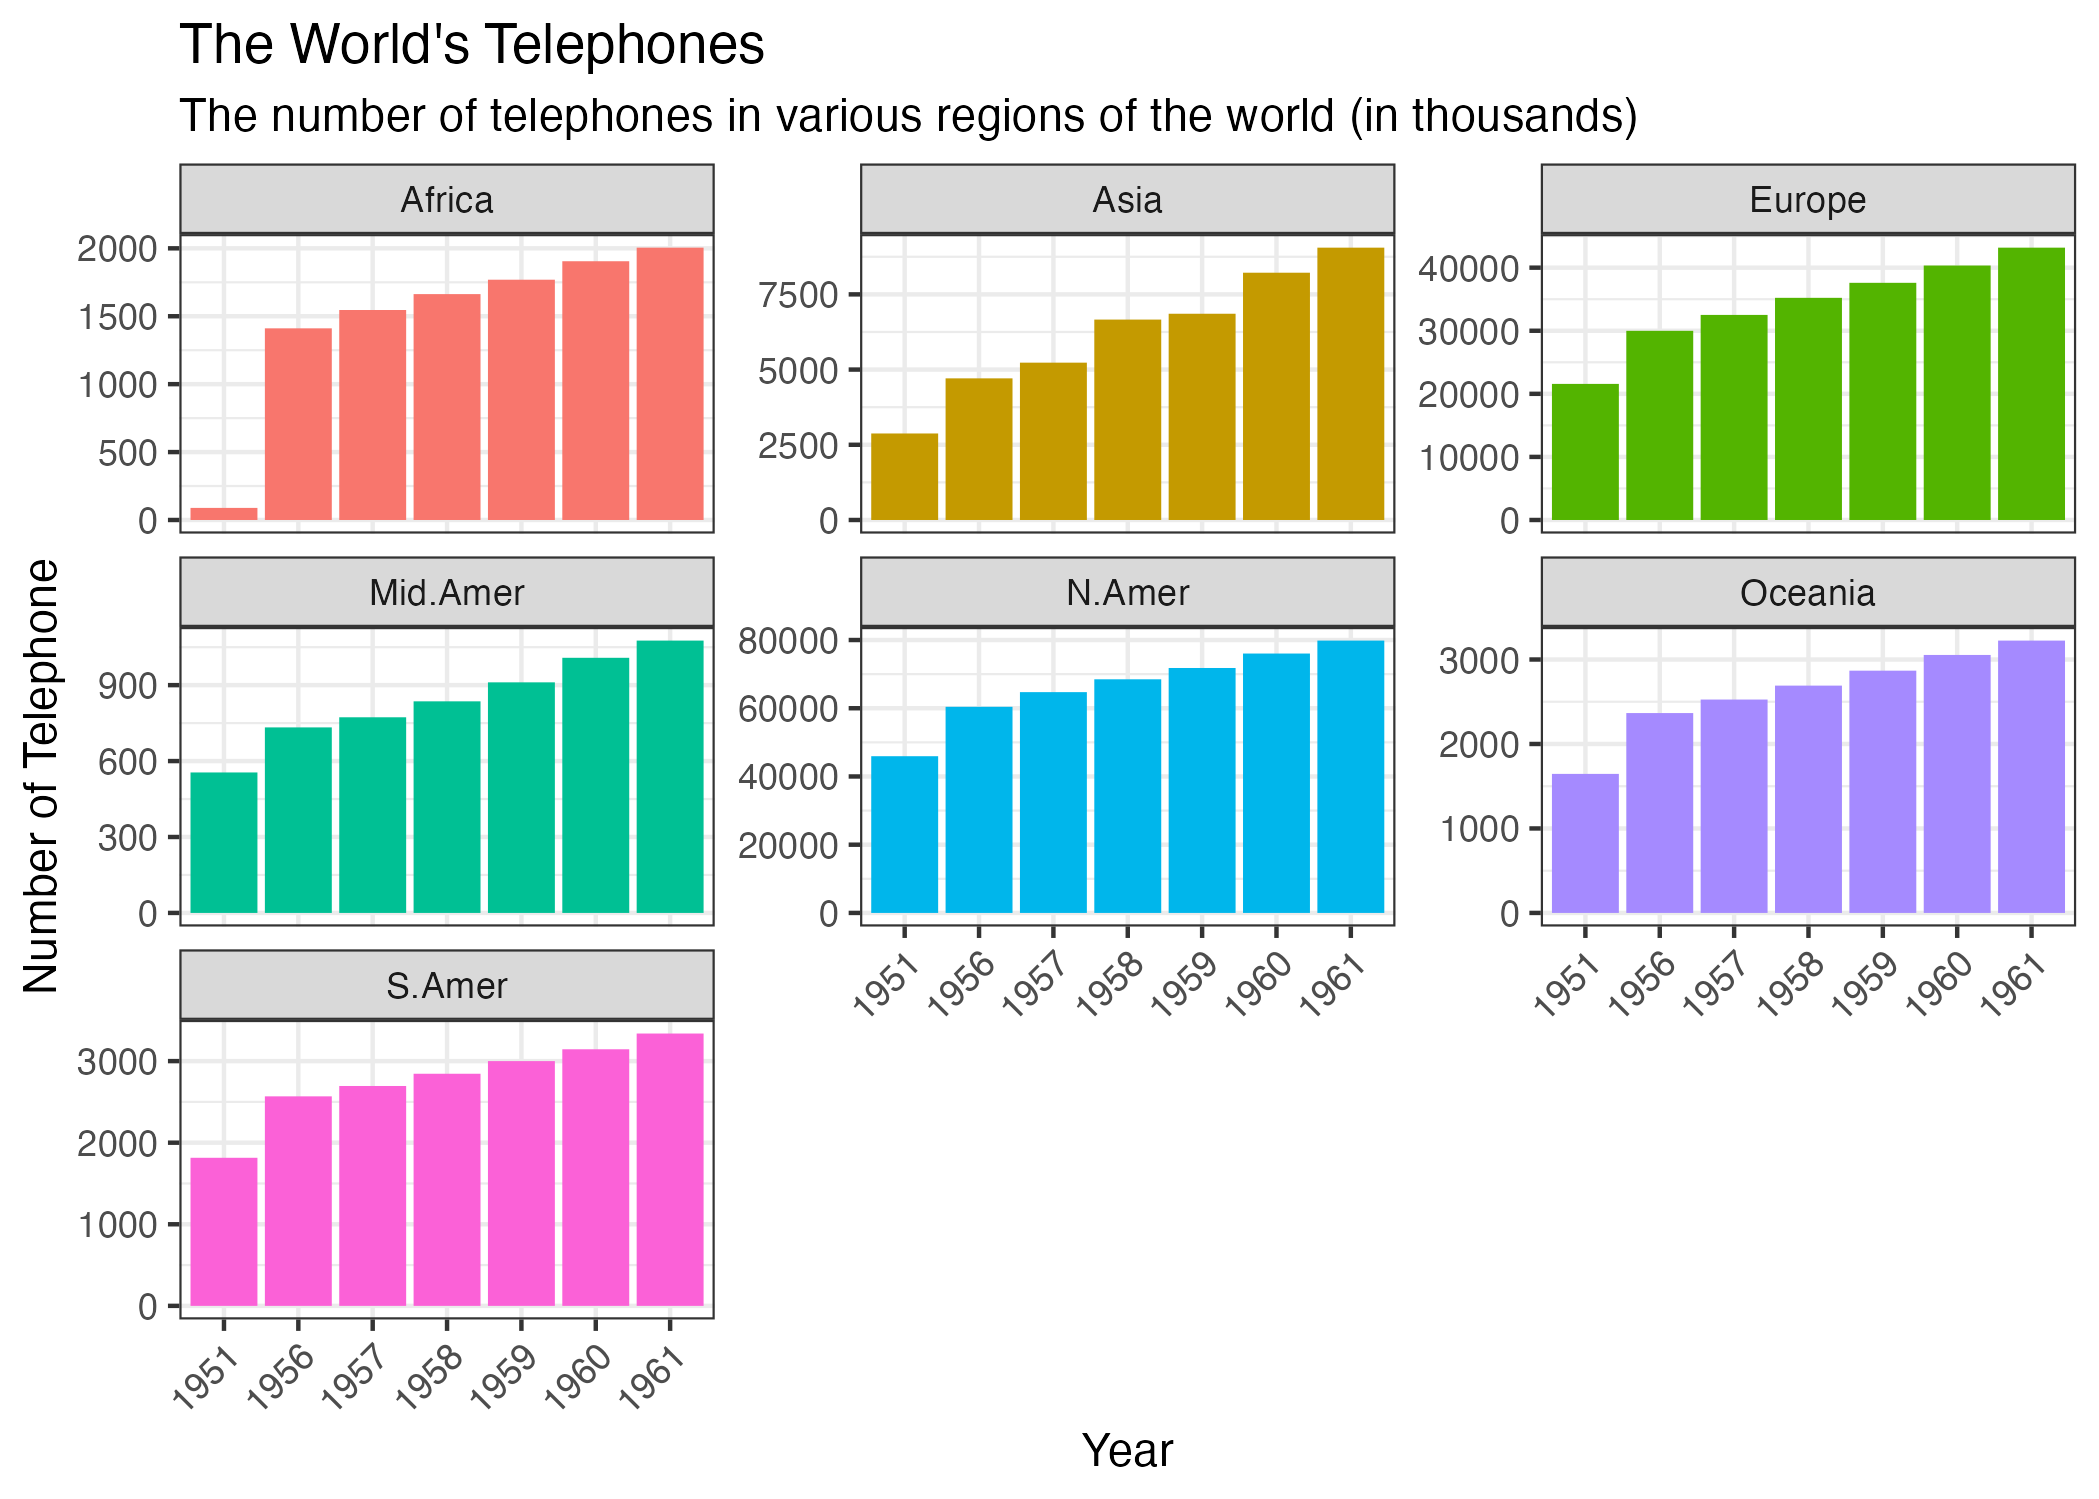 The World's Telephones
The number of telephones in various regions of the world (in thousands)
Number of Telephone
Africa
2000
1500
1000
500
0
Asia
7500
5000
2500
0
Europe
40000
30000
20000
10000
0
Mid.Amer
900
600
300
0
N.Amer
80000
60000
40000
20000
0
1951 1956 1957 1958 1959 1960 1961
Oceania
3000
2000
1000
0
1951 1956 1957 1958 1959 1960 1961
S.Amer
3000
2000
1000
0
1951 1956 1957 1958 1959 1960 1961
Year